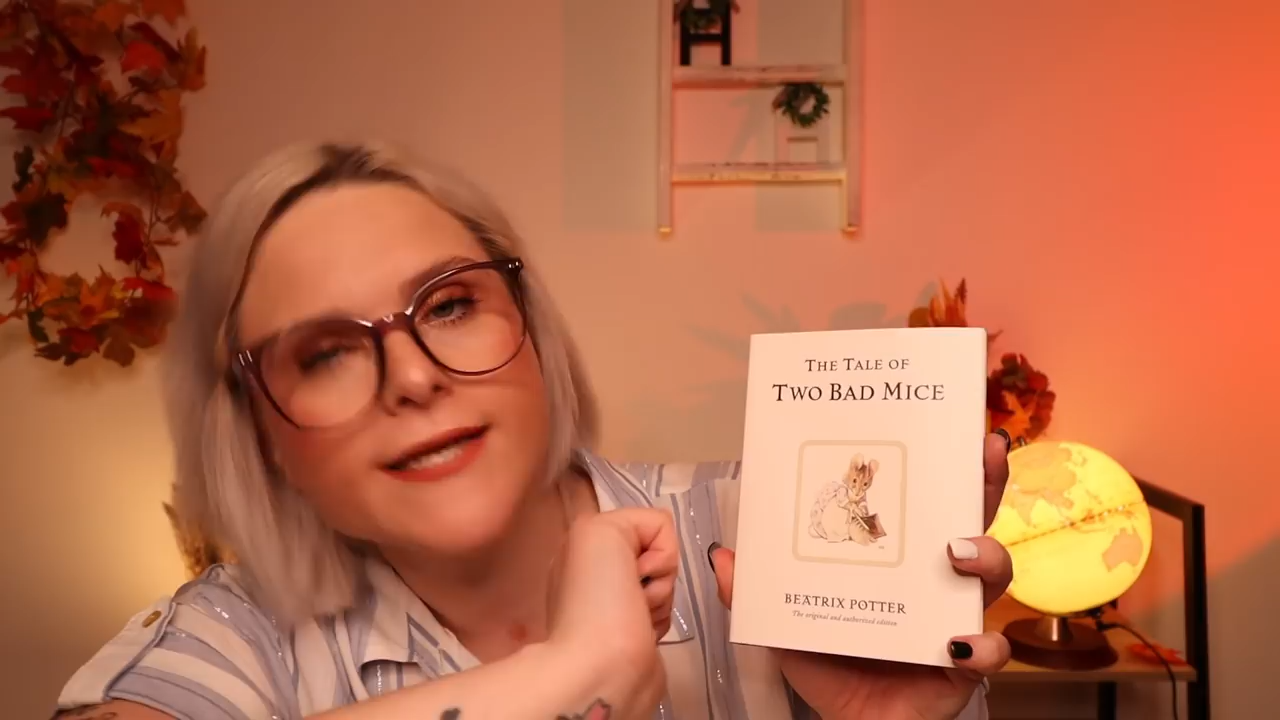 THE TALE OF
TWO BAD MICE
BEATRIX POTTER
The original and authorized edition